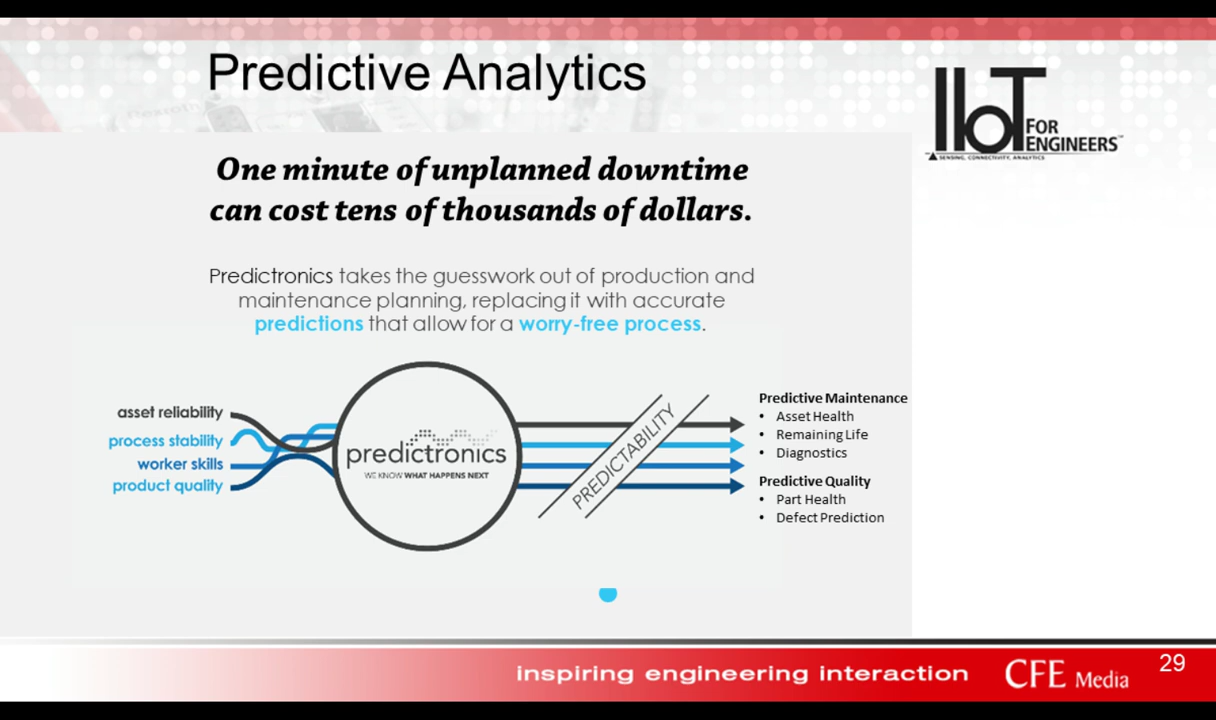 Predictive Analytics
IIoT
FOR
ENGINEERS™
SENSING, CONNECTIVITY, ANALYTICS
One minute of unplanned downtime
can cost tens of thousands of dollars.
Predictronics takes the guesswork out of production and
maintenance planning, replacing it with accurate
predictions that allow for a worry-free process.
asset reliability
process stability
worker skills
product quality
predictronics
WE KNOW WHAT HAPPENS NEXT
PREDICTABILITY
Predictive Maintenance
• Asset Health
• Remaining Life
• Diagnostics
Predictive Quality
• Part Health
• Defect Prediction
inspiring engineering interaction
CFE Media
29